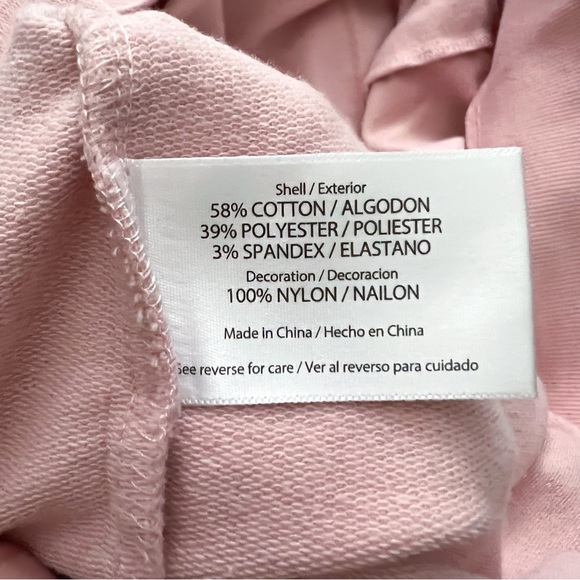 Shell / Exterior
58% COTTON / ALGODON
39% POLYESTER / POLIESTER
3% SPANDEX / ELASTANO
Decoration / Decoracion
100% NYLON / NAILON
Made in China / Hecho en China
See reverse for care / Ver al reverso para cuidado